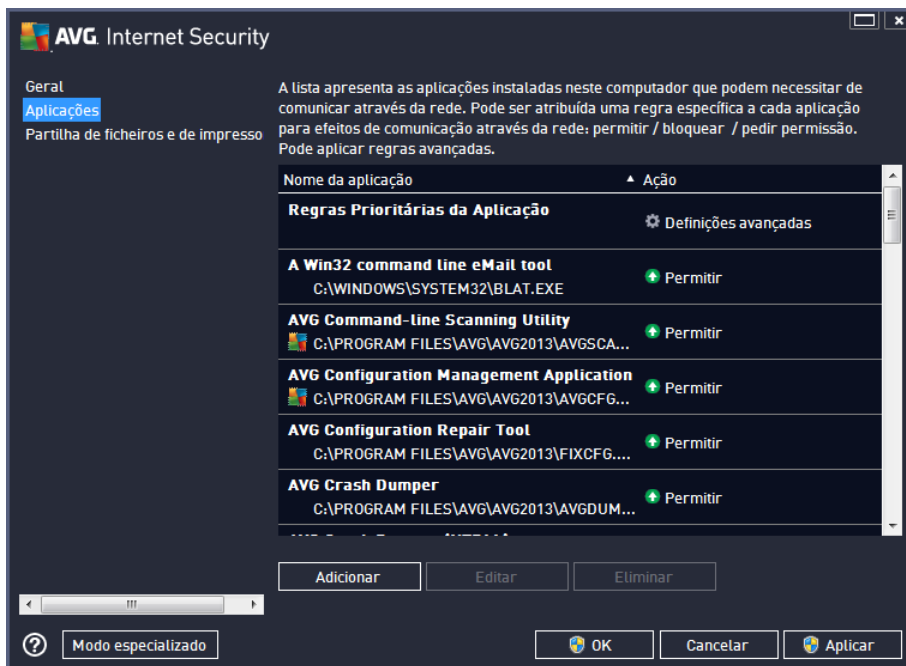 AVG. Internet Security
Geral
Aplicações
Partilha de ficheiros e de impresso
A lista apresenta as aplicações instaladas neste computador que podem necessitar de
comunicar através da rede. Pode ser atribuída uma regra específica a cada aplicação
para efeitos de comunicação através da rede: permitir / bloquear / pedir permissão.
Pode aplicar regras avançadas.
Nome da aplicação Ação
Regras Prioritárias da Aplicação
Definições avançadas
A Win32 command line eMail tool
C:\WINDOWS\SYSTEM32\BLAT.EXE
Permitir
AVG Command-line Scanning Utility
C:\PROGRAM FILES\AVG\AVG2013\AVGSCA...
Permitir
AVG Configuration Management Application
C:\PROGRAM FILES\AVG\AVG2013\AVGCFG...
Permitir
AVG Configuration Repair Tool
C:\PROGRAM FILES\AVG\AVG2013\FIXCFG....
Permitir
AVG Crash Dumper
C:\PROGRAM FILES\AVG\AVG2013\AVGDUM...
Permitir
Adicionar Editar Eliminar
Modo especializado OK Cancelar Aplicar